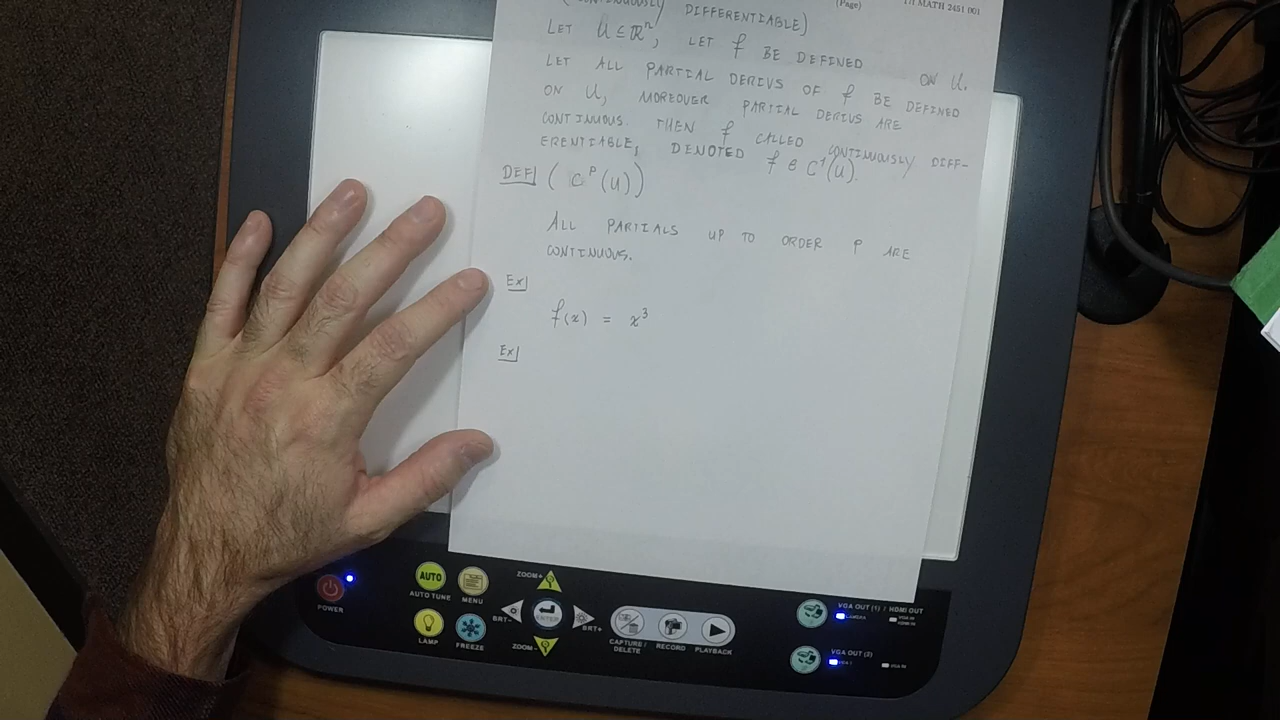 (CONTINUOUSLY DIFFERENTIABLE)
(Page)
MATH 2451 001
LET U ⊆ ℝⁿ, LET f BE DEFINED ON U.
LET ALL PARTIAL DERIVS OF f BE DEFINED
ON U, MOREOVER PARTIAL DERIVS ARE
CONTINUOUS. THEN f CALLED CONTINUOUSLY DIFF-
ERENTIABLE, DENOTED f ∈ C¹(U).
DEF (Cᴾ(U))
ALL PARTIALS UP TO ORDER P ARE
CONTINUOUS.
EX
f(x) = x³
EX
POWER
AUTO
AUTO TUNE
MENU
ZOOM+
LAMP
FREEZE
BRT-
ENTER
BRT+
ZOOM-
CAPTURE/
DELETE
RECORD
PLAYBACK
VGA OUT (1) / HDMI OUT
CAMERA
VGA OUT (2)